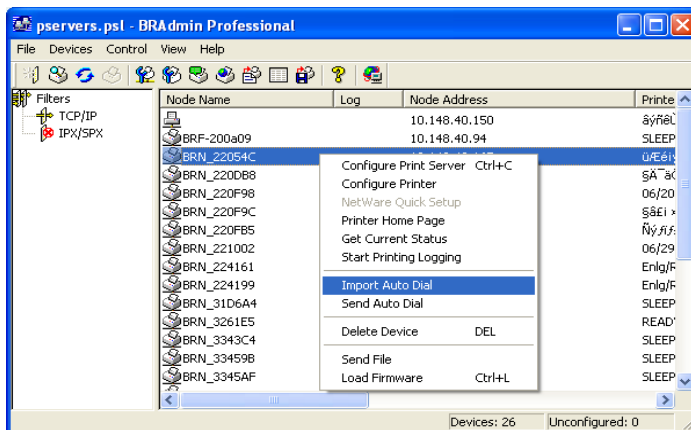 pservers.psl - BRAdmin Professional
File Devices Control View Help
Filters
TCP/IP
IPX/SPX
Node Name Log Node Address Printe
10.148.40.150
BRF-200a09 10.148.40.94 SLEEP
BRN_22054C
BRN_220DB8
BRN_220F98 06/20
BRN_220F9C
BRN_220FB5
BRN_221002 06/29
BRN_224161 Enlg/R
BRN_224199 Enlg/R
BRN_31D6A4 SLEEP
BRN_3261E5 READY
BRN_3343C4 SLEEP
BRN_33459B SLEEP
BRN_3345AF SLEEP
Configure Print Server Ctrl+C
Configure Printer
NetWare Quick Setup
Printer Home Page
Get Current Status
Start Printing Logging
Import Auto Dial
Send Auto Dial
Delete Device DEL
Send File
Load Firmware Ctrl+L
Devices: 26 Unconfigured: 0